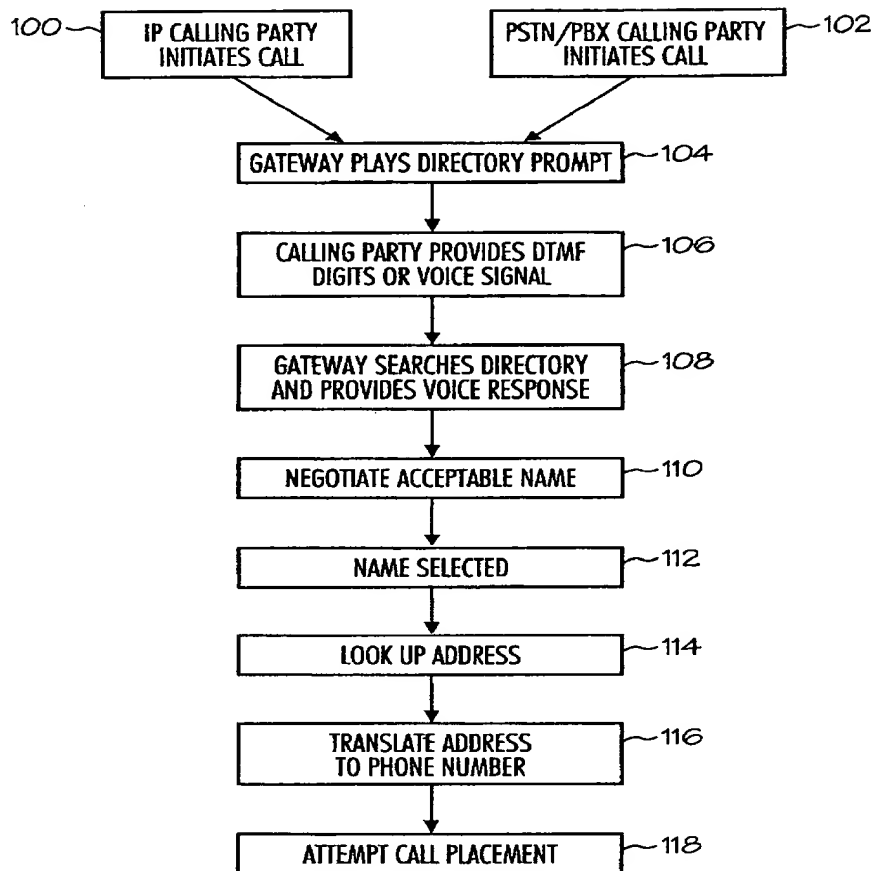 100
IP CALLING PARTY
INITIATES CALL
PSTN/PBX CALLING PARTY
INITIATES CALL
102
GATEWAY PLAYS DIRECTORY PROMPT
104
CALLING PARTY PROVIDES DTMF
DIGITS OR VOICE SIGNAL
106
GATEWAY SEARCHES DIRECTORY
AND PROVIDES VOICE RESPONSE
108
NEGOTIATE ACCEPTABLE NAME
110
NAME SELECTED
112
LOOK UP ADDRESS
114
TRANSLATE ADDRESS
TO PHONE NUMBER
116
ATTEMPT CALL PLACEMENT
118